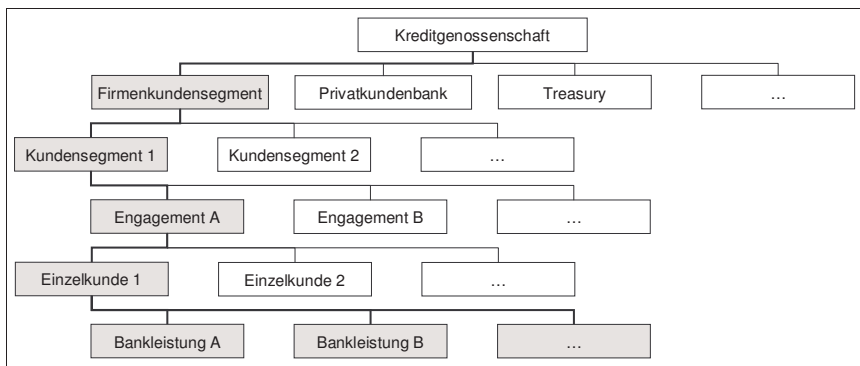 Kreditgenossenschaft
Firmenkundensegment Privatkundenbank Treasury …
Kundensegment 1 Kundensegment 2 …
Engagement A Engagement B …
Einzelkunde 1 Einzelkunde 2 …
Bankleistung A Bankleistung B …